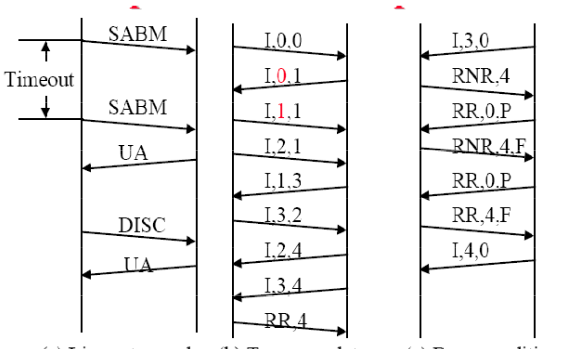 SABM
Timeout
SABM
UA
DISC
UA
I,0,0
I,0,1
I,1,1
I,2,1
I,1,3
I,3,2
I,2,4
I,3,4
RR,4
I,3,0
RNR,4
RR,0,P
RNR,4,F
RR,0,P
RR,4,F
I,4,0